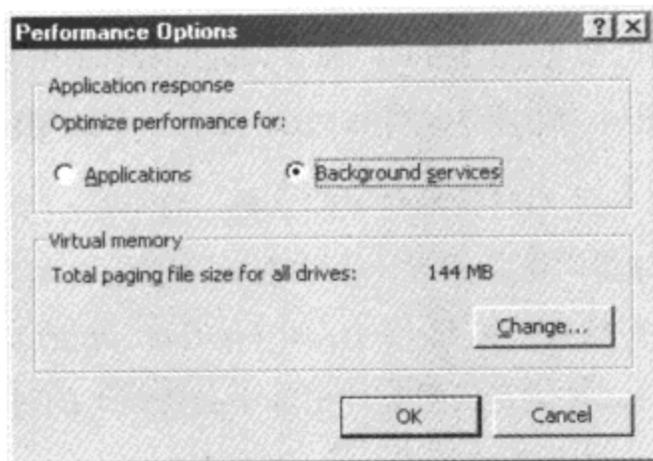 Performance Options
Application response
Optimize performance for:
Applications
Background services
Virtual memory
Total paging file size for all drives: 144 MB
Change...
OK
Cancel